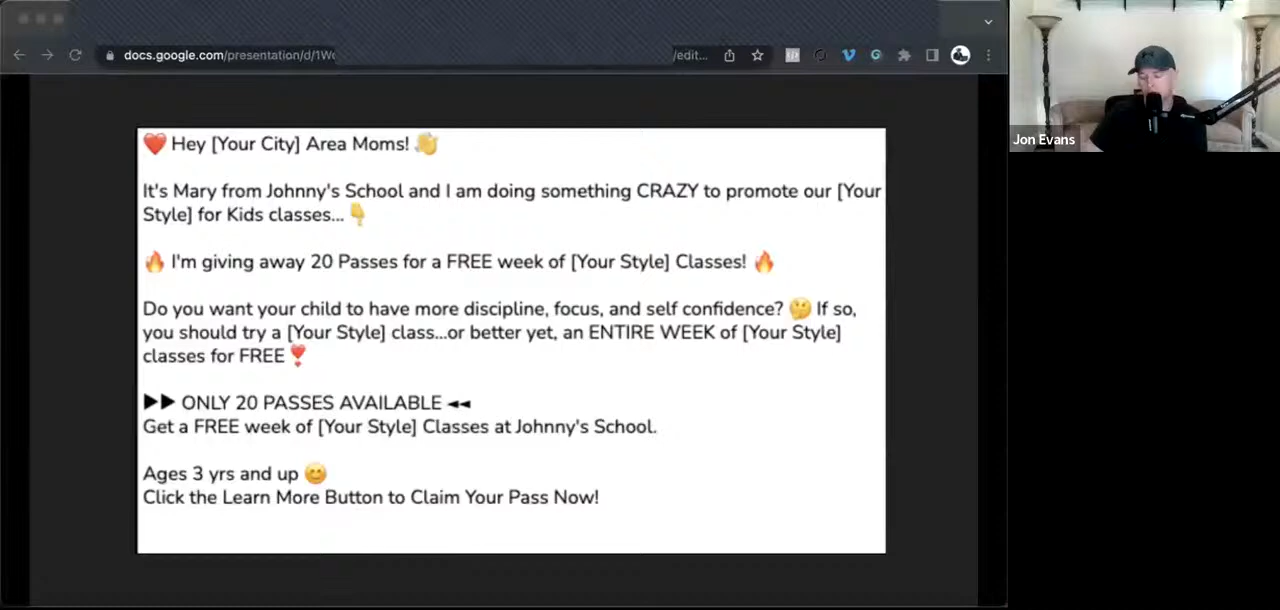 docs.google.com/presentation/d/1W
/edit...
Jon Evans
❤️ Hey [Your City] Area Moms! 👋
It's Mary from Johnny's School and I am doing something CRAZY to promote our [Your
Style] for Kids classes... 👇
🔥 I'm giving away 20 Passes for a FREE week of [Your Style] Classes! 🔥
Do you want your child to have more discipline, focus, and self confidence? 🤔 If so,
you should try a [Your Style] class...or better yet, an ENTIRE WEEK of [Your Style]
classes for FREE ❣️
▶▶ ONLY 20 PASSES AVAILABLE ◄◄
Get a FREE week of [Your Style] Classes at Johnny's School.
Ages 3 yrs and up 😊
Click the Learn More Button to Claim Your Pass Now!